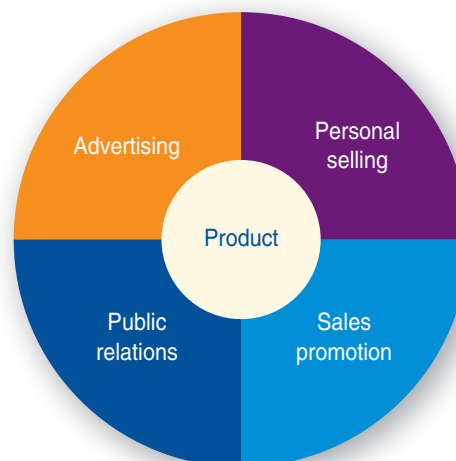 Advertising
Personal
selling
Product
Public
relations
Sales
promotion